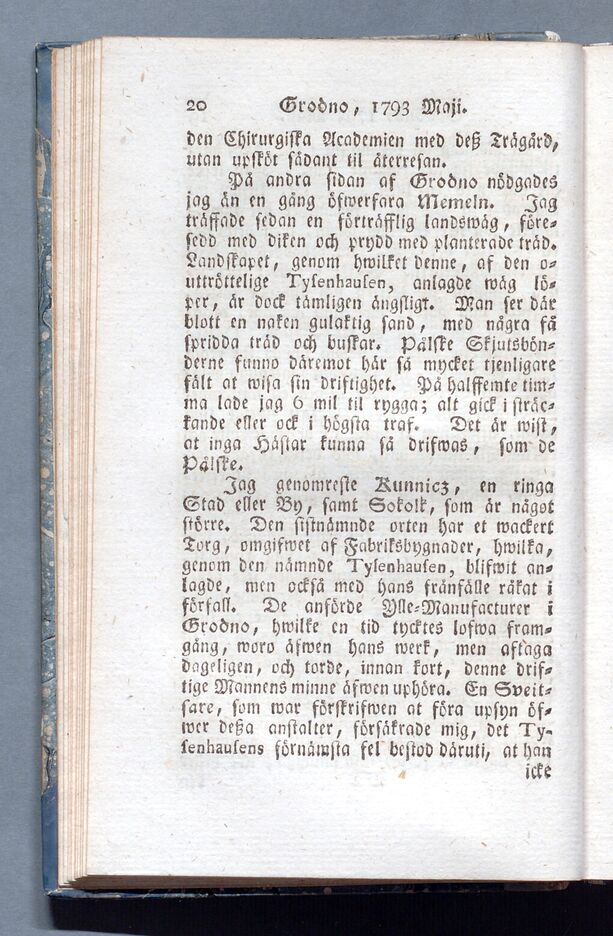 20 Grodno, 1793 Maji.
den Chirurgiska Academien med deß Trägård,
utan upsköt sådant til återresan.
På andra sidan af Grodno nödgades
jag än en gång öfwerfara Memeln. Jag
träffade sedan en förträfflig landswäg, före-
sedd med diken och prydd med planterade träd.
Landskapet, genom hwilket denne, af den o-
uttröttelige Tysenhausen, anlagde wäg lö-
per, är dock tämligen ängsligt. Man ser där
blott en naken gulaktig sand, med några få
spridda träd och buskar. Pålske Skjutsbön-
derne funno däremot här så mycket tjenligare
fält at wisa sin driftighet. På halffemte tim-
ma lade jag 6 mil til rygga; alt gick i sträc-
kande eller ock i högsta traf. Det är wist,
at inga Hästar kunna så drifwas, som de
Pålske.
Jag genomreste Kunnicz, en ringa
Stad eller By, samt Sokolk, som är något
större. Den sistnämnde orten har et wackert
Torg, omgifwet af Fabriksbygnader, hwilka,
genom den nämnde Tysenhausen, blifwit an-
lagde, men också med hans frånfälle råkat i
förfall. De anförde Ylle-Manufacturer i
Grodno, hwilke en tid tycktes lofwa fram-
gång, woro äfwen hans werk, men aftaga
dageligen, och torde, innan kort, denne drif-
tige Mannens minne äfwen uphöra. En Sveit-
sare, som war förskrifwen at föra upsyn öf-
wer deßa anstalter, försäkrade mig, det Ty-
senhausens förnämsta fel bestod däruti, at han
icke